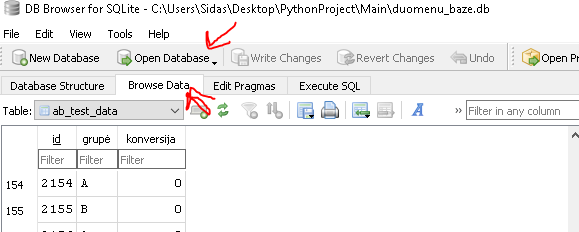 DB Browser for SQLite - C:\Users\Sidas\Desktop\PythonProject\Main\duomenu_baze.db
File Edit View Tools Help
New Database Open Database Write Changes Revert Changes Open P
Database Structure Browse Data Edit Pragmas Execute SQL
Table: ab_test_data A » Filter in any column
id grupė konversija
Filter Filter Filter
154 2154 A 0
155 2155 B 0